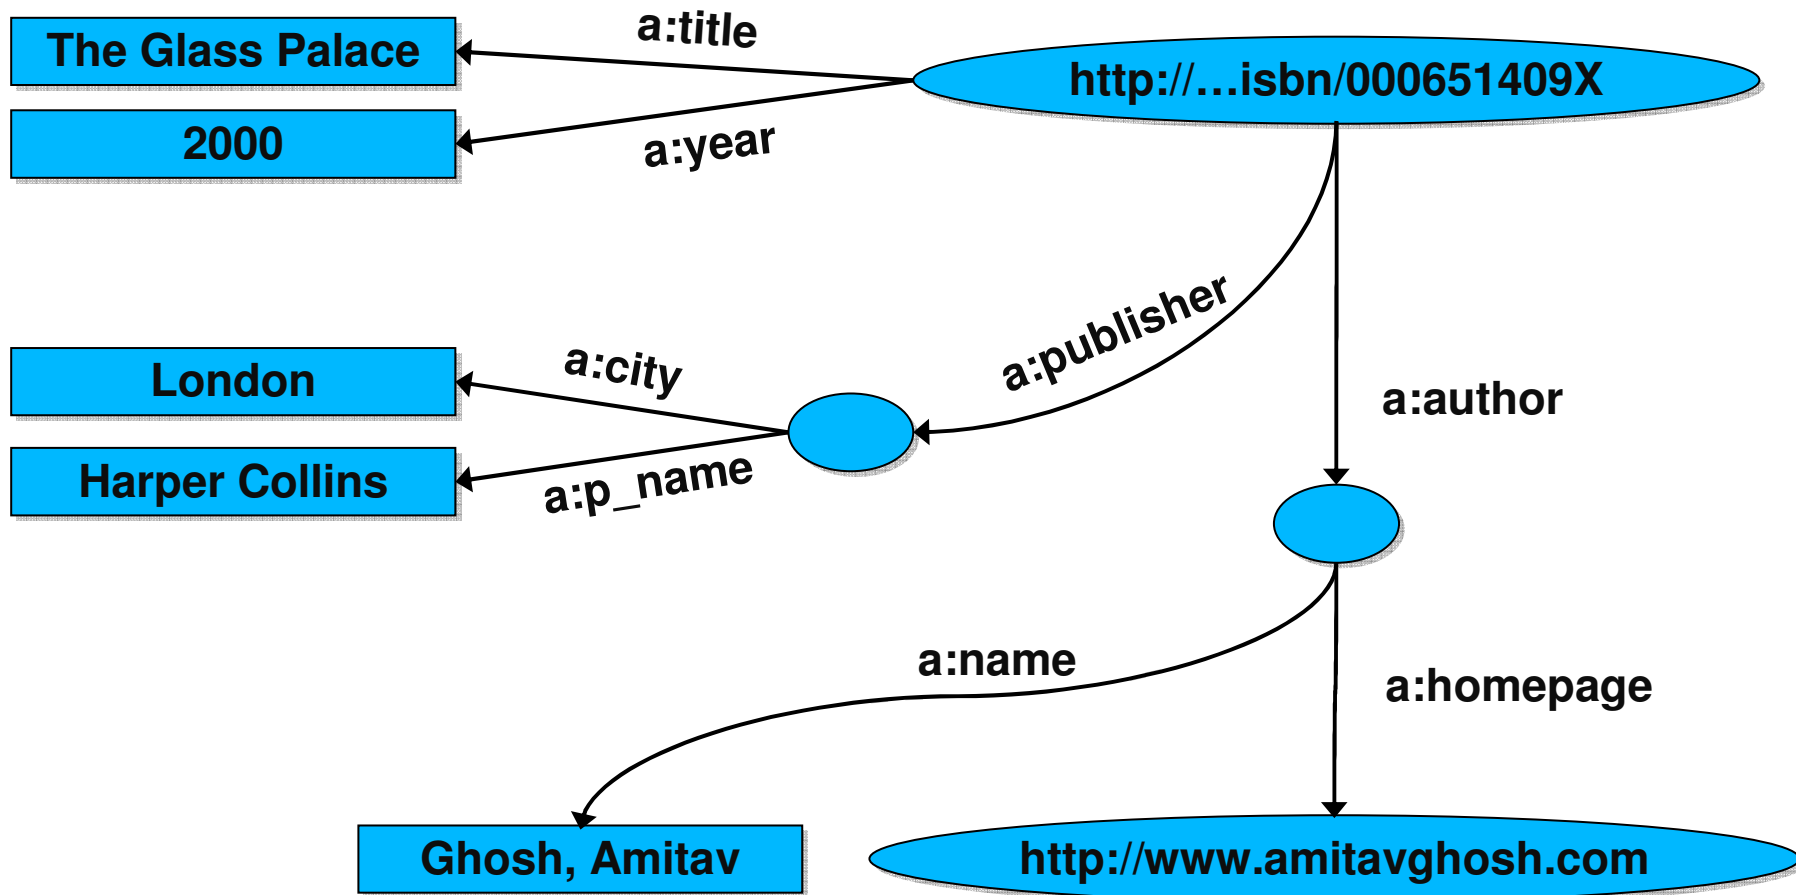 a:title
The Glass Palace
http://...isbn/000651409X
2000
a:year
a:publisher
a:city
London
a:author
Harper Collins
a:p_name
a:name
a:homepage
Ghosh, Amitav
http://www.amitavghosh.com